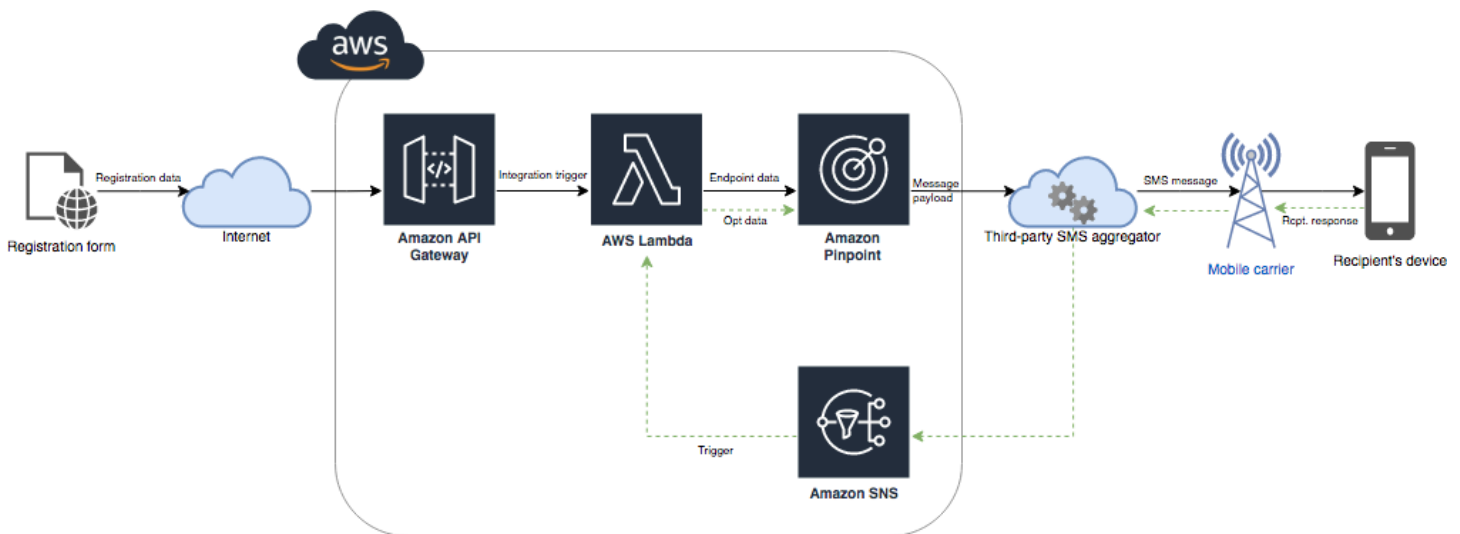 aws
Registration data
Integration trigger
Endpoint data
Opt data
Message
payload
SMS message
Rcpt. response
Registration form
Internet
Amazon API
Gateway
AWS Lambda
Amazon
Pinpoint
Third-party SMS aggregator
Mobile carrier
Recipient's device
Trigger
Amazon SNS